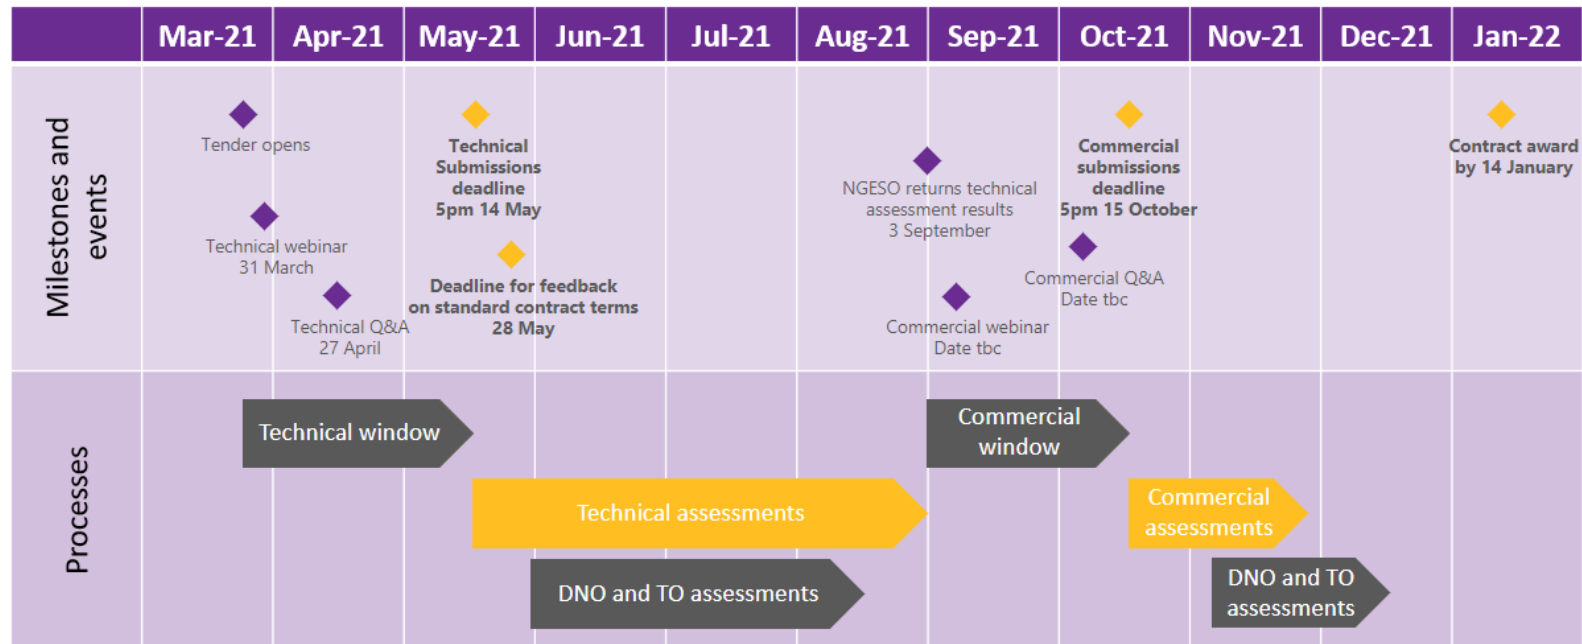 Mar-21 Apr-21 May-21 Jun-21 Jul-21 Aug-21 Sep-21 Oct-21 Nov-21 Dec-21 Jan-22
Milestones and
events
Tender opens
Technical webinar
31 March
Technical Q&A
27 April
Technical
Submissions
deadline
5pm 14 May
Deadline for feedback
on standard contract terms
28 May
NGESO returns technical
assessment results
3 September
Commercial webinar
Date tbc
Commercial
submissions
deadline
5pm 15 October
Commercial Q&A
Date tbc
Contract award
by 14 January
Processes
Technical window
Commercial
window
Technical assessments
Commercial
assessments
DNO and TO assessments
DNO and TO
assessments